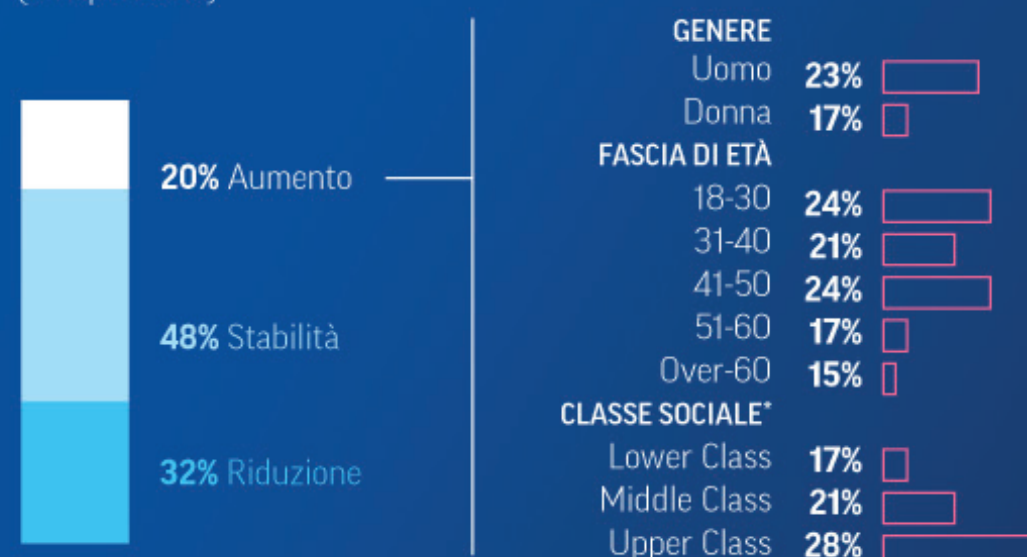 20% Aumento
48% Stabilità
32% Riduzione
GENERE
Uomo 23%
Donna 17%
FASCIA DI ETÀ
18-30 24%
31-40 21%
41-50 24%
51-60 17%
Over-60 15%
CLASSE SOCIALE*
Lower Class 17%
Middle Class 21%
Upper Class 28%